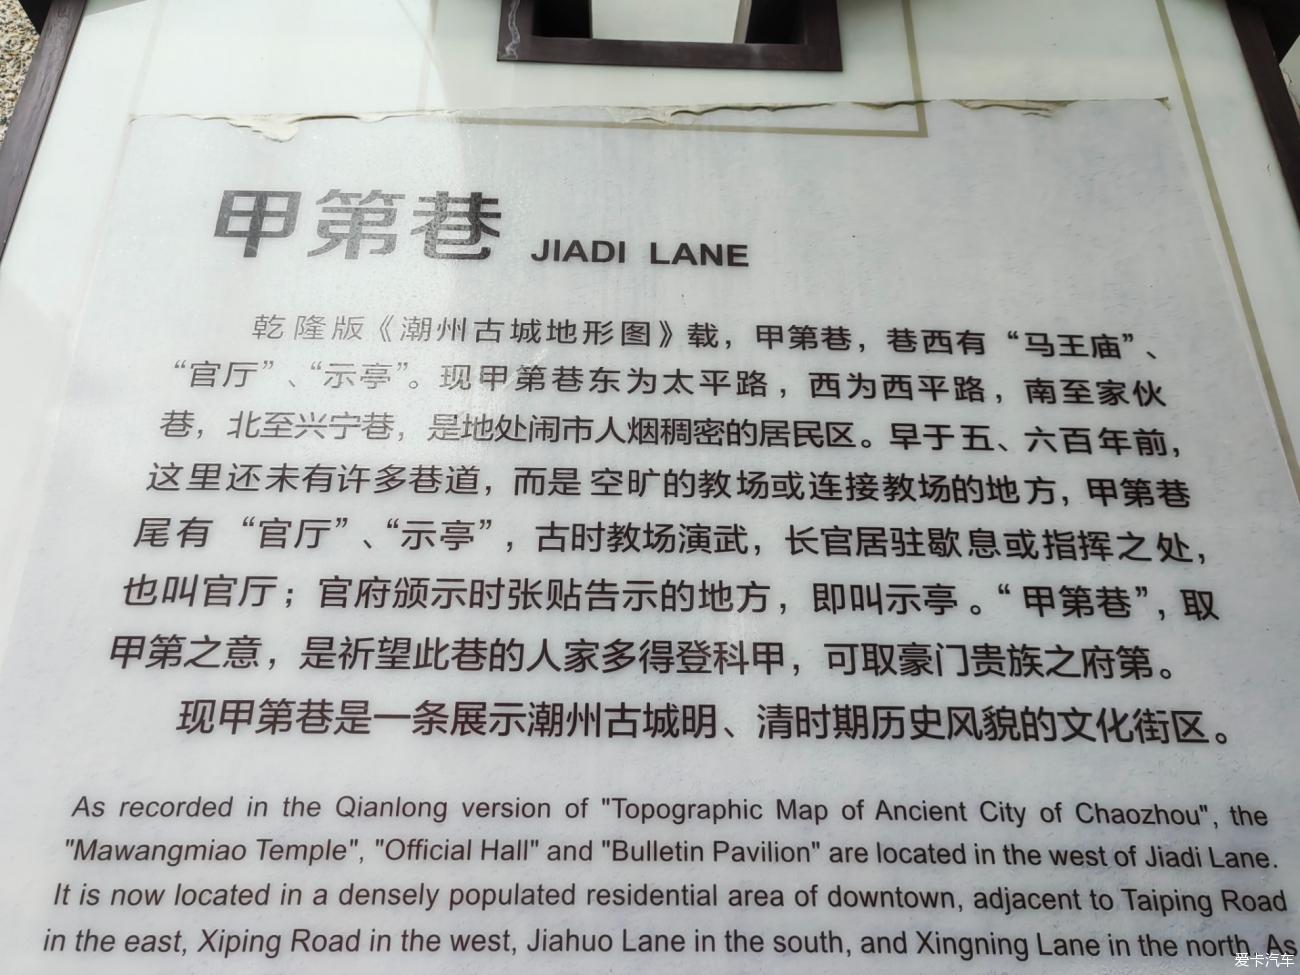 甲第巷 JIADI LANE
乾隆版《潮州古城地形图》载，甲第巷，巷西有“马王庙”、
“官厅”、“示亭”。现甲第巷东为太平路，西为西平路，南至家伙
巷，北至兴宁巷，是地处闹市人烟稠密的居民区。早于五、六百年前，
这里还未有许多巷道，而是空旷的教场或连接教场的地方，甲第巷
尾有“官厅”、“示亭”，古时教场演武，长官居驻歇息或指挥之处，
也叫官厅；官府颁示时张贴告示的地方，即叫示亭。“甲第巷”，取
甲第之意，是祈望此巷的人家多得登科甲，可取豪门贵族之府第。
现甲第巷是一条展示潮州古城明、清时期历史风貌的文化街区。
As recorded in the Qianlong version of "Topographic Map of Ancient City of Chaozhou", the
"Mawangmiao Temple", "Official Hall" and "Bulletin Pavilion" are located in the west of Jiadi Lane.
It is now located in a densely populated residential area of downtown, adjacent to Taiping Road
in the east, Xiping Road in the west, Jiahuo Lane in the south, and Xingning Lane in the north. As
爱卡汽车